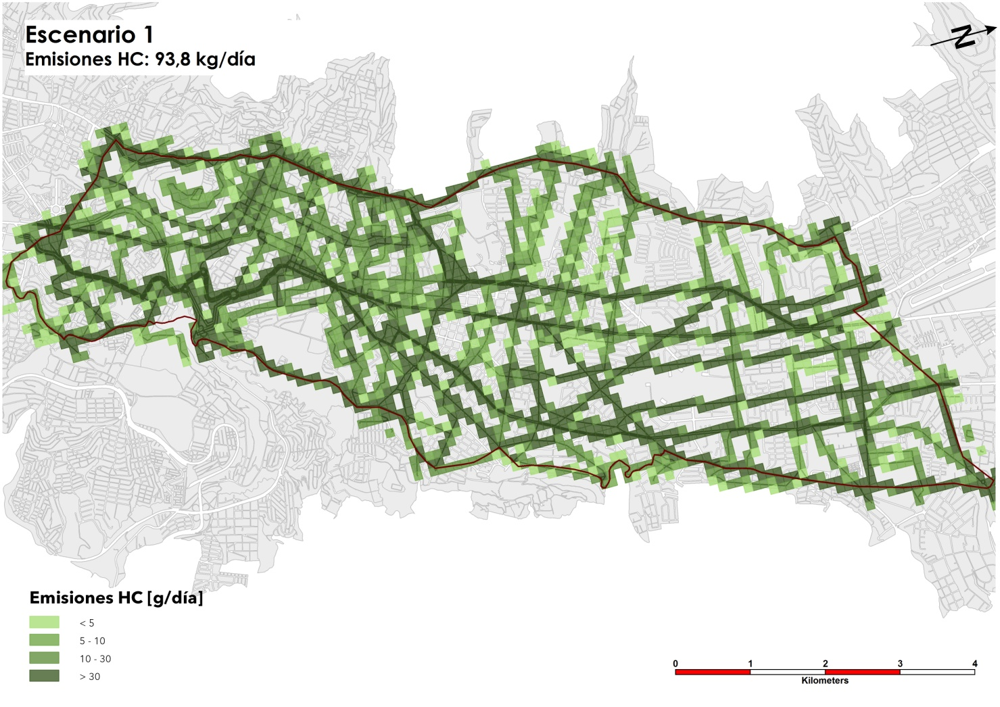 Escenario 1
Emisiones HC: 93,8 kg/día
N
Emisiones HC [g/día]
< 5
5 - 10
10 - 30
> 30
0 1 2 3 4
Kilometers